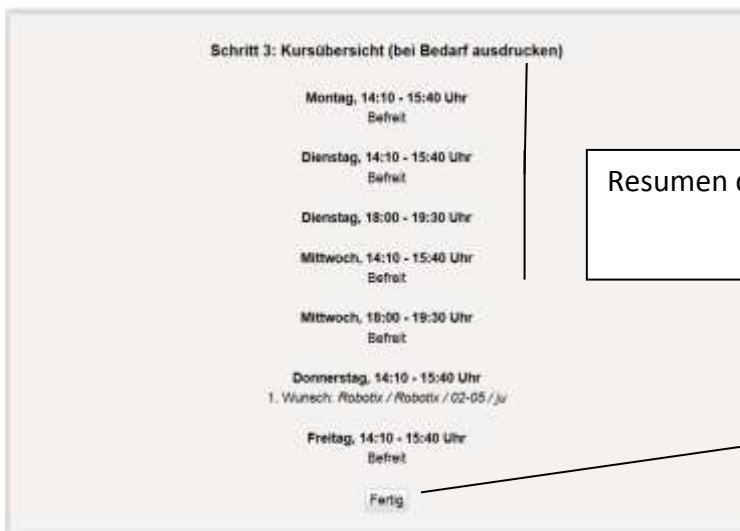 Schritt 3: Kursübersicht (bei Bedarf ausdrucken)
Montag, 14:10 - 15:40 Uhr
Befreit
Dienstag, 14:10 - 15:40 Uhr
Befreit
Dienstag, 18:00 - 19:30 Uhr
Mittwoch, 14:10 - 15:40 Uhr
Befreit
Mittwoch, 18:00 - 19:30 Uhr
Befreit
Donnerstag, 14:10 - 15:40 Uhr
1. Wunsch: Robotix / Robotix / 02-05 / ju
Freitag, 14:10 - 15:40 Uhr
Befreit
Fertig
Resumen